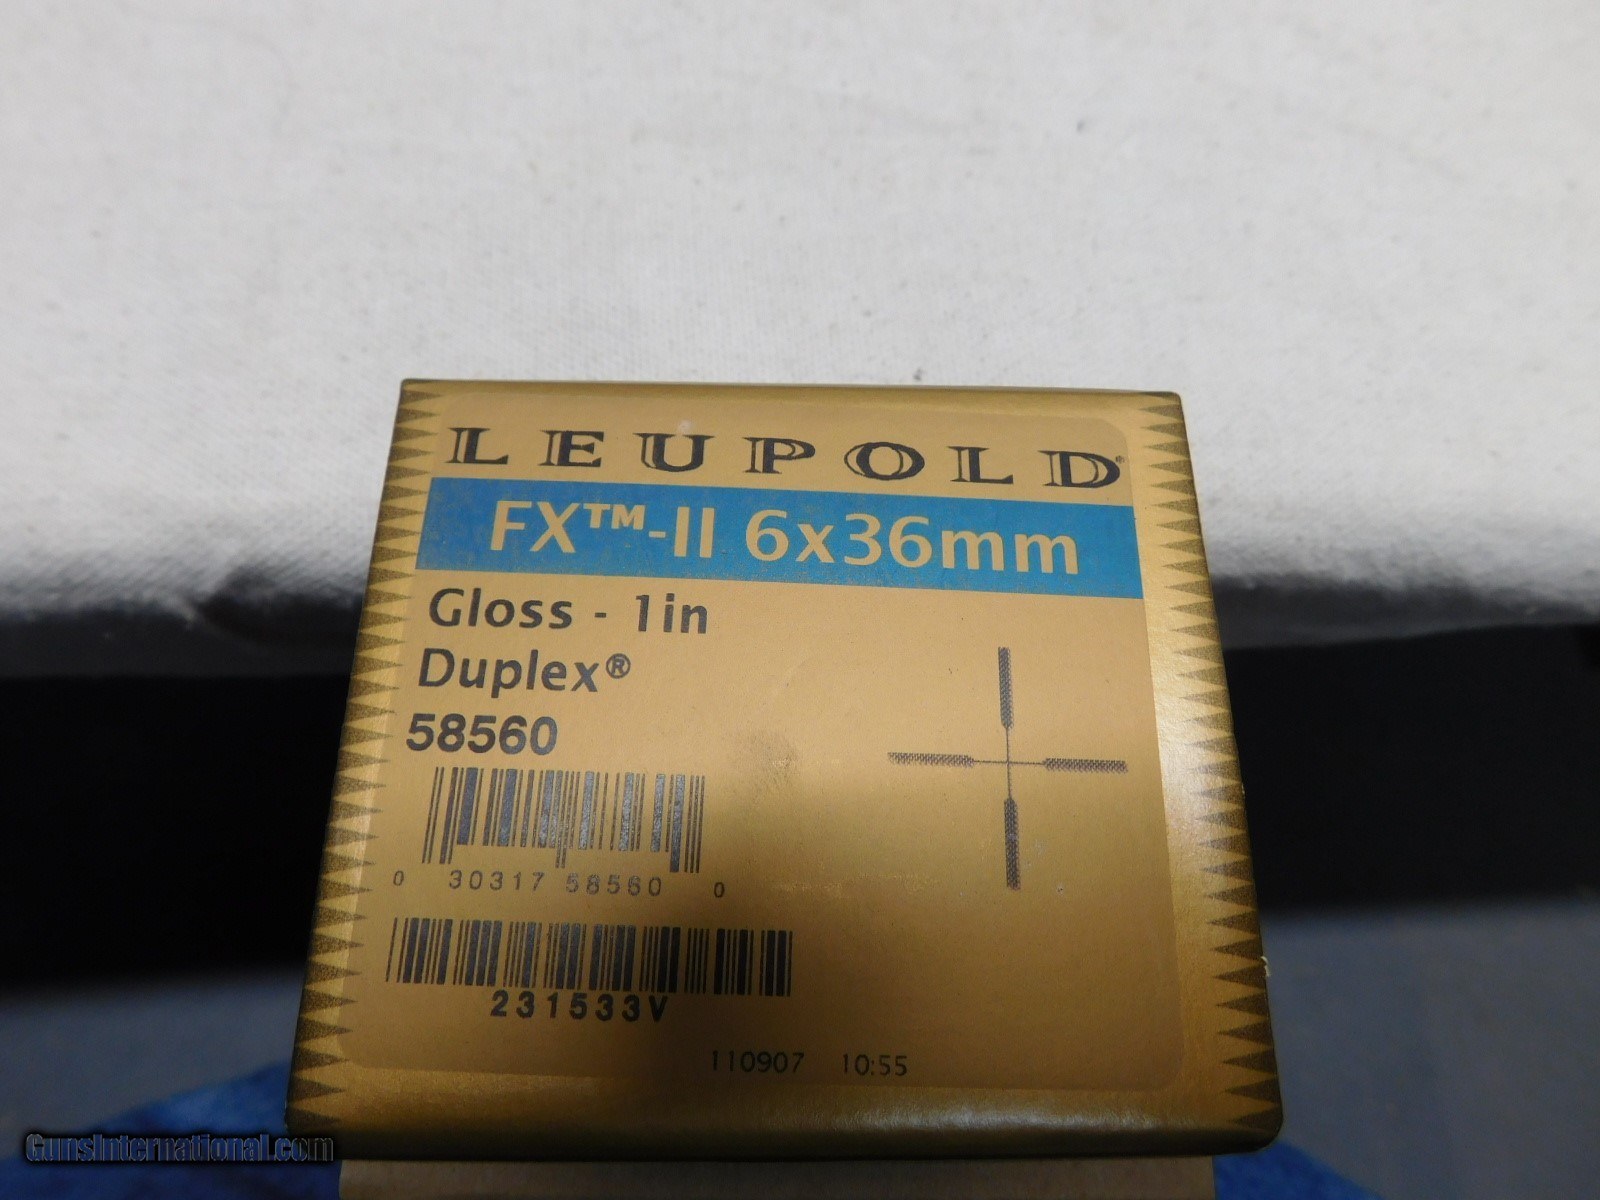 LEUPOLD®
FX™-II 6x36mm
Gloss - 1in
Duplex®
58560
0 30317 58560 0
231533V
110907 10:55
GunsInternational.com